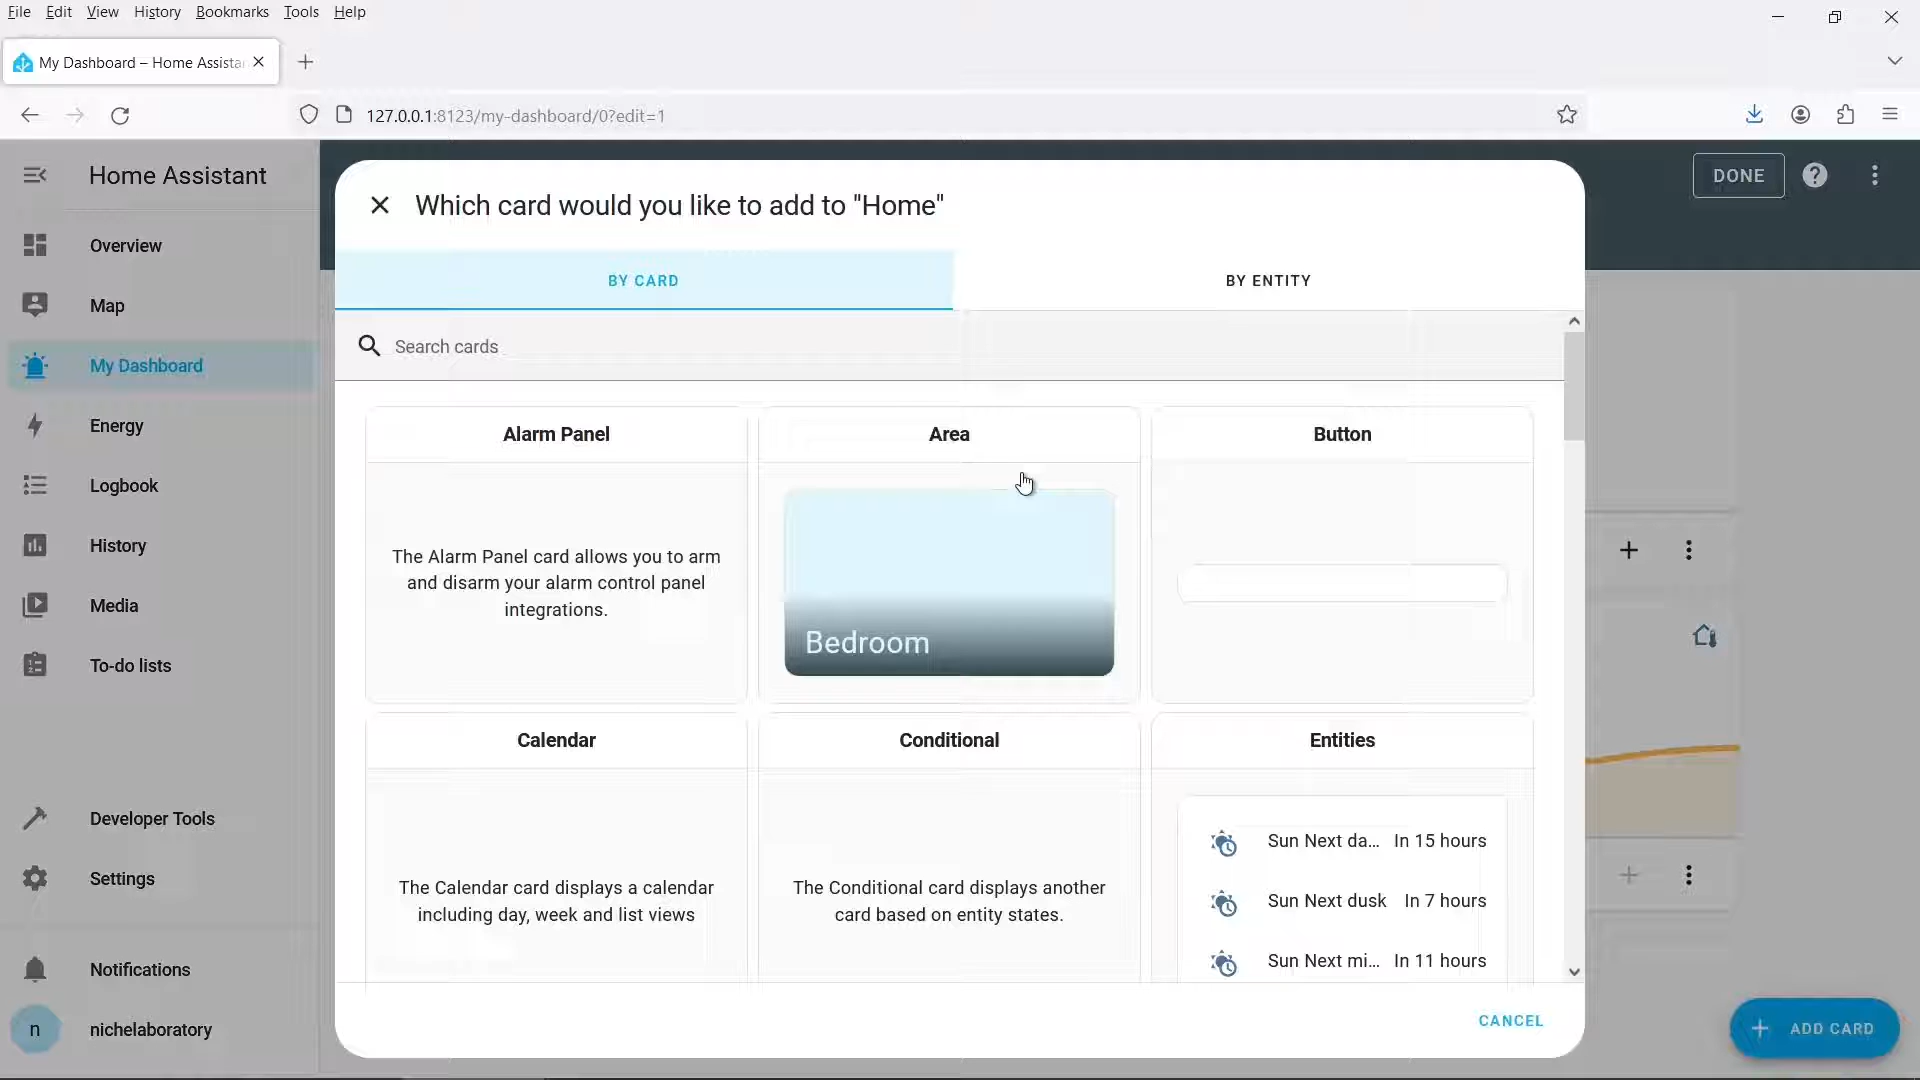 File Edit View History Bookmarks Tools Help
My Dashboard – Home Assista
127.0.0.1:8123/my-dashboard/0?edit=1
Home Assistant
Overview
Map
My Dashboard
Energy
Logbook
History
Media
To-do lists
Developer Tools
Settings
Notifications
n nichelaboratory
DONE
Which card would you like to add to "Home"
BY CARD BY ENTITY
Search cards
Alarm Panel
The Alarm Panel card allows you to arm
and disarm your alarm control panel
integrations.
Area
Bedroom
Button
Calendar
The Calendar card displays a calendar
including day, week and list views
Conditional
The Conditional card displays another
card based on entity states.
Entities
Sun Next da... In 15 hours
Sun Next dusk In 7 hours
Sun Next mi... In 11 hours
CANCEL
ADD CARD